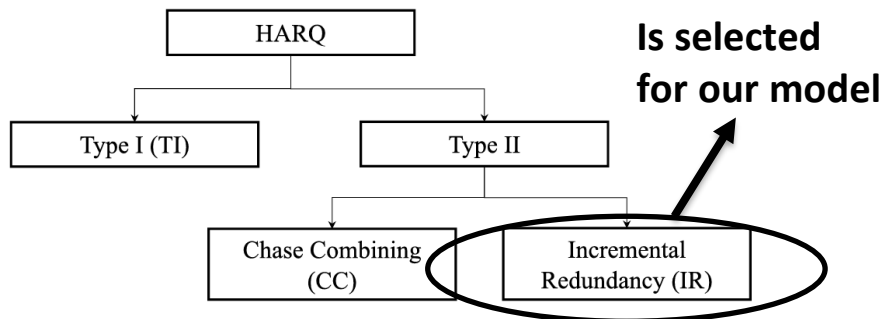 HARQ
Is selected
for our model
Type I (TI)
Type II
Chase Combining
(CC)
Incremental
Redundancy (IR)